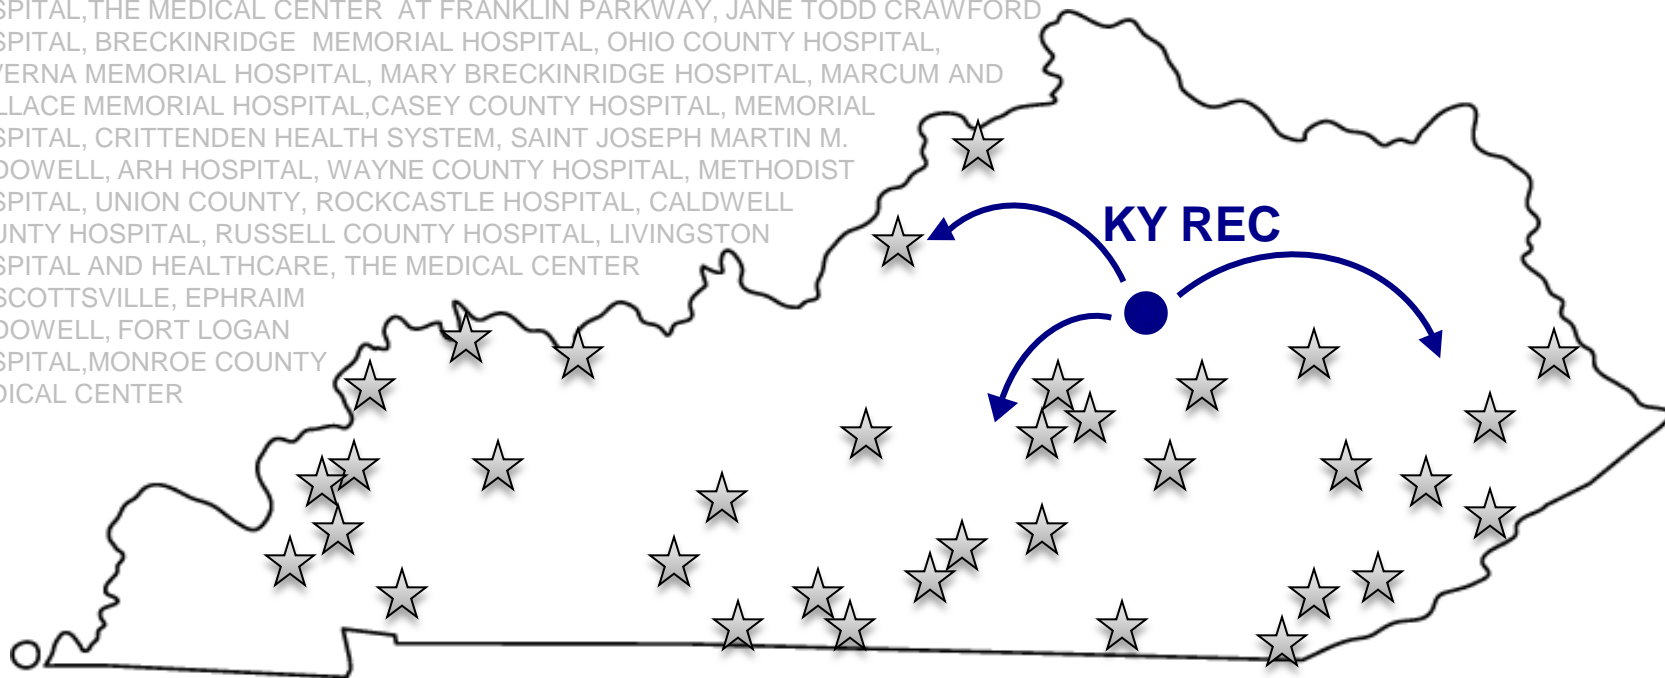 SPITAL,THE MEDICAL CENTER AT FRANKLIN PARKWAY, JANE TODD CRAWFORD
SPITAL, BRECKINRIDGE MEMORIAL HOSPITAL, OHIO COUNTY HOSPITAL,
VERNA MEMORIAL HOSPITAL, MARY BRECKINRIDGE HOSPITAL, MARCUM AND
LLACE MEMORIAL HOSPITAL,CASEY COUNTY HOSPITAL, MEMORIAL
SPITAL, CRITTENDEN HEALTH SYSTEM, SAINT JOSEPH MARTIN M.
DOWELL, ARH HOSPITAL, WAYNE COUNTY HOSPITAL, METHODIST
SPITAL, UNION COUNTY, ROCKCASTLE HOSPITAL, CALDWELL
UNTY HOSPITAL, RUSSELL COUNTY HOSPITAL, LIVINGSTON
SPITAL AND HEALTHCARE, THE MEDICAL CENTER
SCOTTSVILLE, EPHRAIM
DOWELL, FORT LOGAN
SPITAL,MONROE COUNTY
DICAL CENTER
KY REC